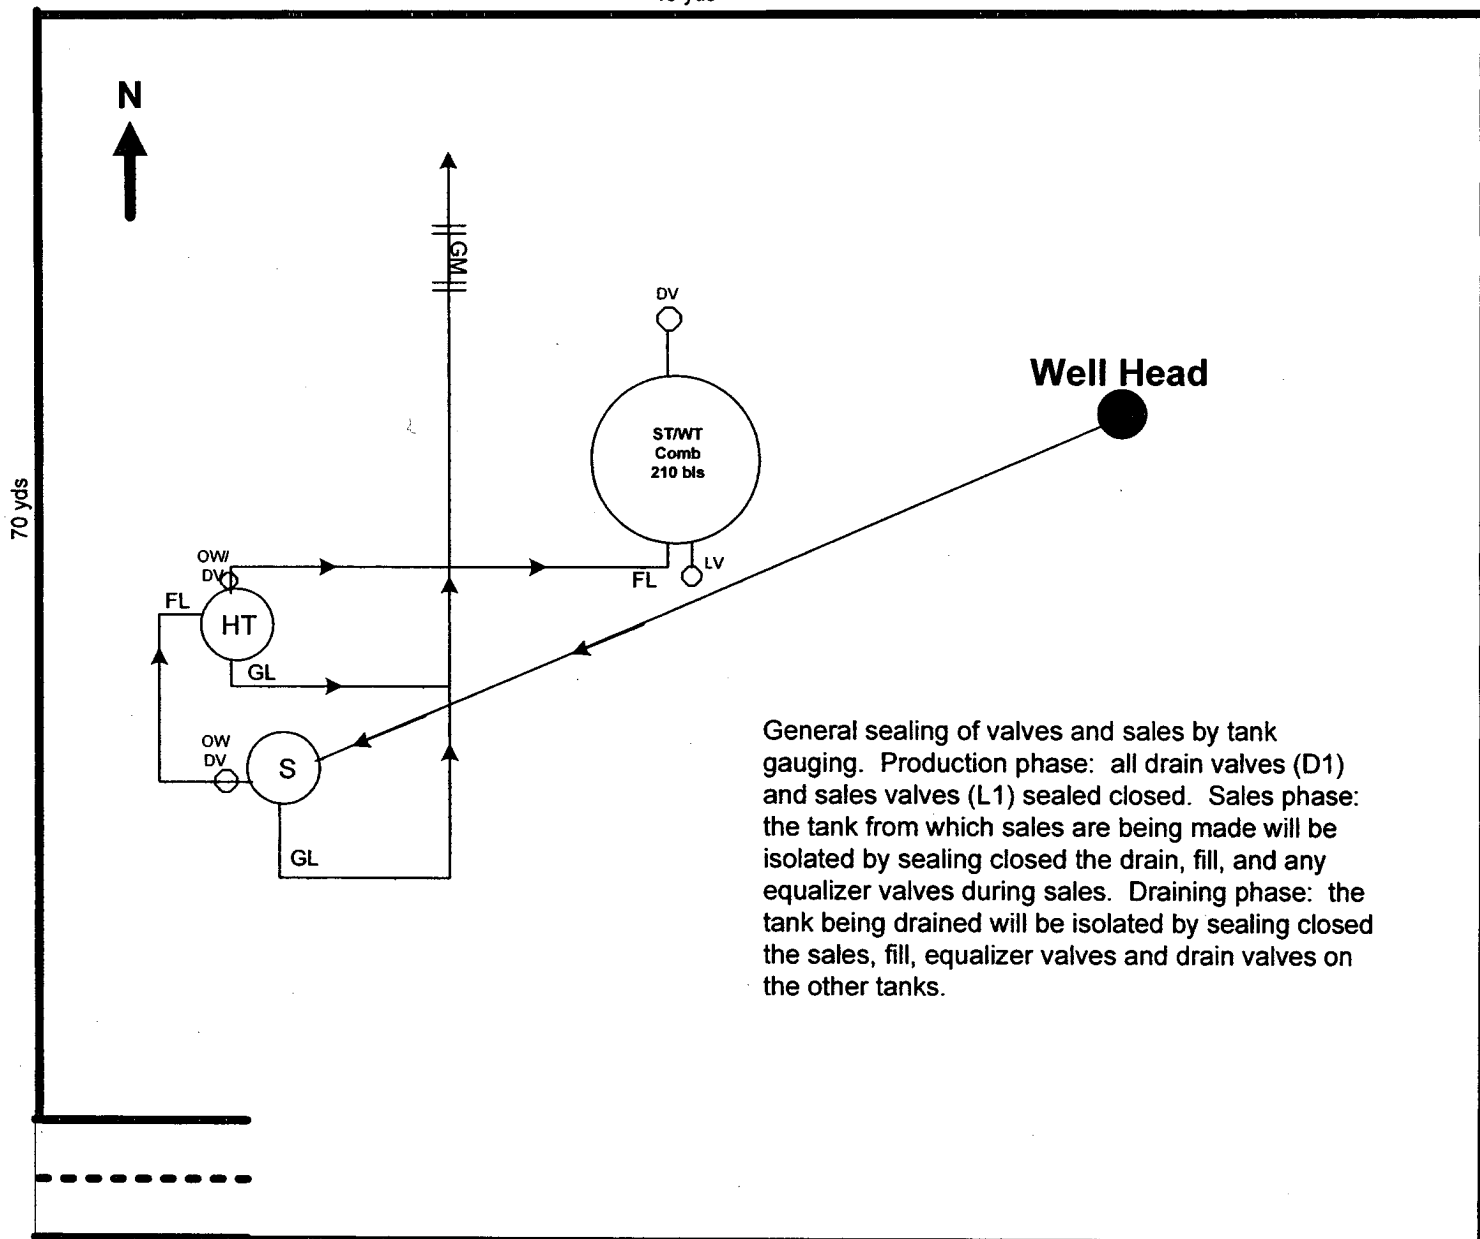 N
GM
DV
Well Head
ST/WT
Comb
210 bls
70 yds
OW/
DV
FL
LV
FL
HT
GL
OW
DV
S
GL
General sealing of valves and sales by tank
gauging. Production phase: all drain valves (D1)
and sales valves (L1) sealed closed. Sales phase:
the tank from which sales are being made will be
isolated by sealing closed the drain, fill, and any
equalizer valves during sales. Draining phase: the
tank being drained will be isolated by sealing closed
the sales, fill, equalizer valves and drain valves on
the other tanks.